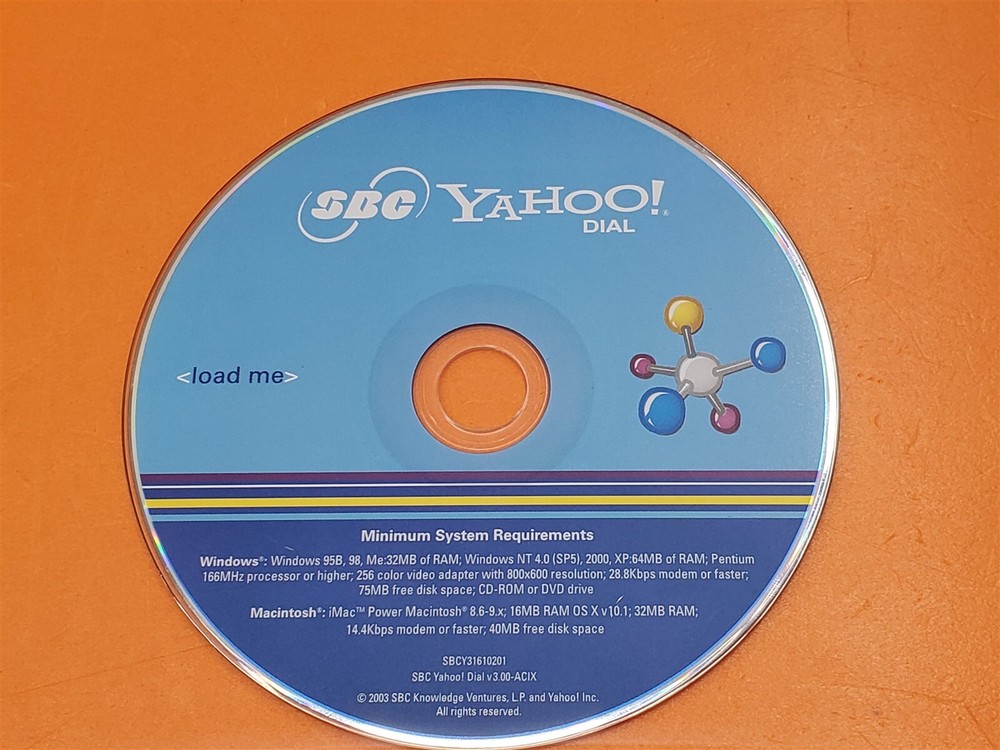 SBC YAHOO!®
DIAL
<load me>
Minimum System Requirements
Windows®: Windows 95B, 98, Me:32MB of RAM; Windows NT 4.0 (SP5), 2000, XP:64MB of RAM; Pentium
166MHz processor or higher; 256 color video adapter with 800x600 resolution; 28.8Kbps modem or faster;
75MB free disk space; CD-ROM or DVD drive
Macintosh®: iMac™ Power Macintosh® 8.6-9.x; 16MB RAM OS X v10.1; 32MB RAM;
14.4Kbps modem or faster; 40MB free disk space
SBCY31610201
SBC Yahoo! Dial v3.00-ACIX
© 2003 SBC Knowledge Ventures, L.P. and Yahoo! Inc.
All rights reserved.